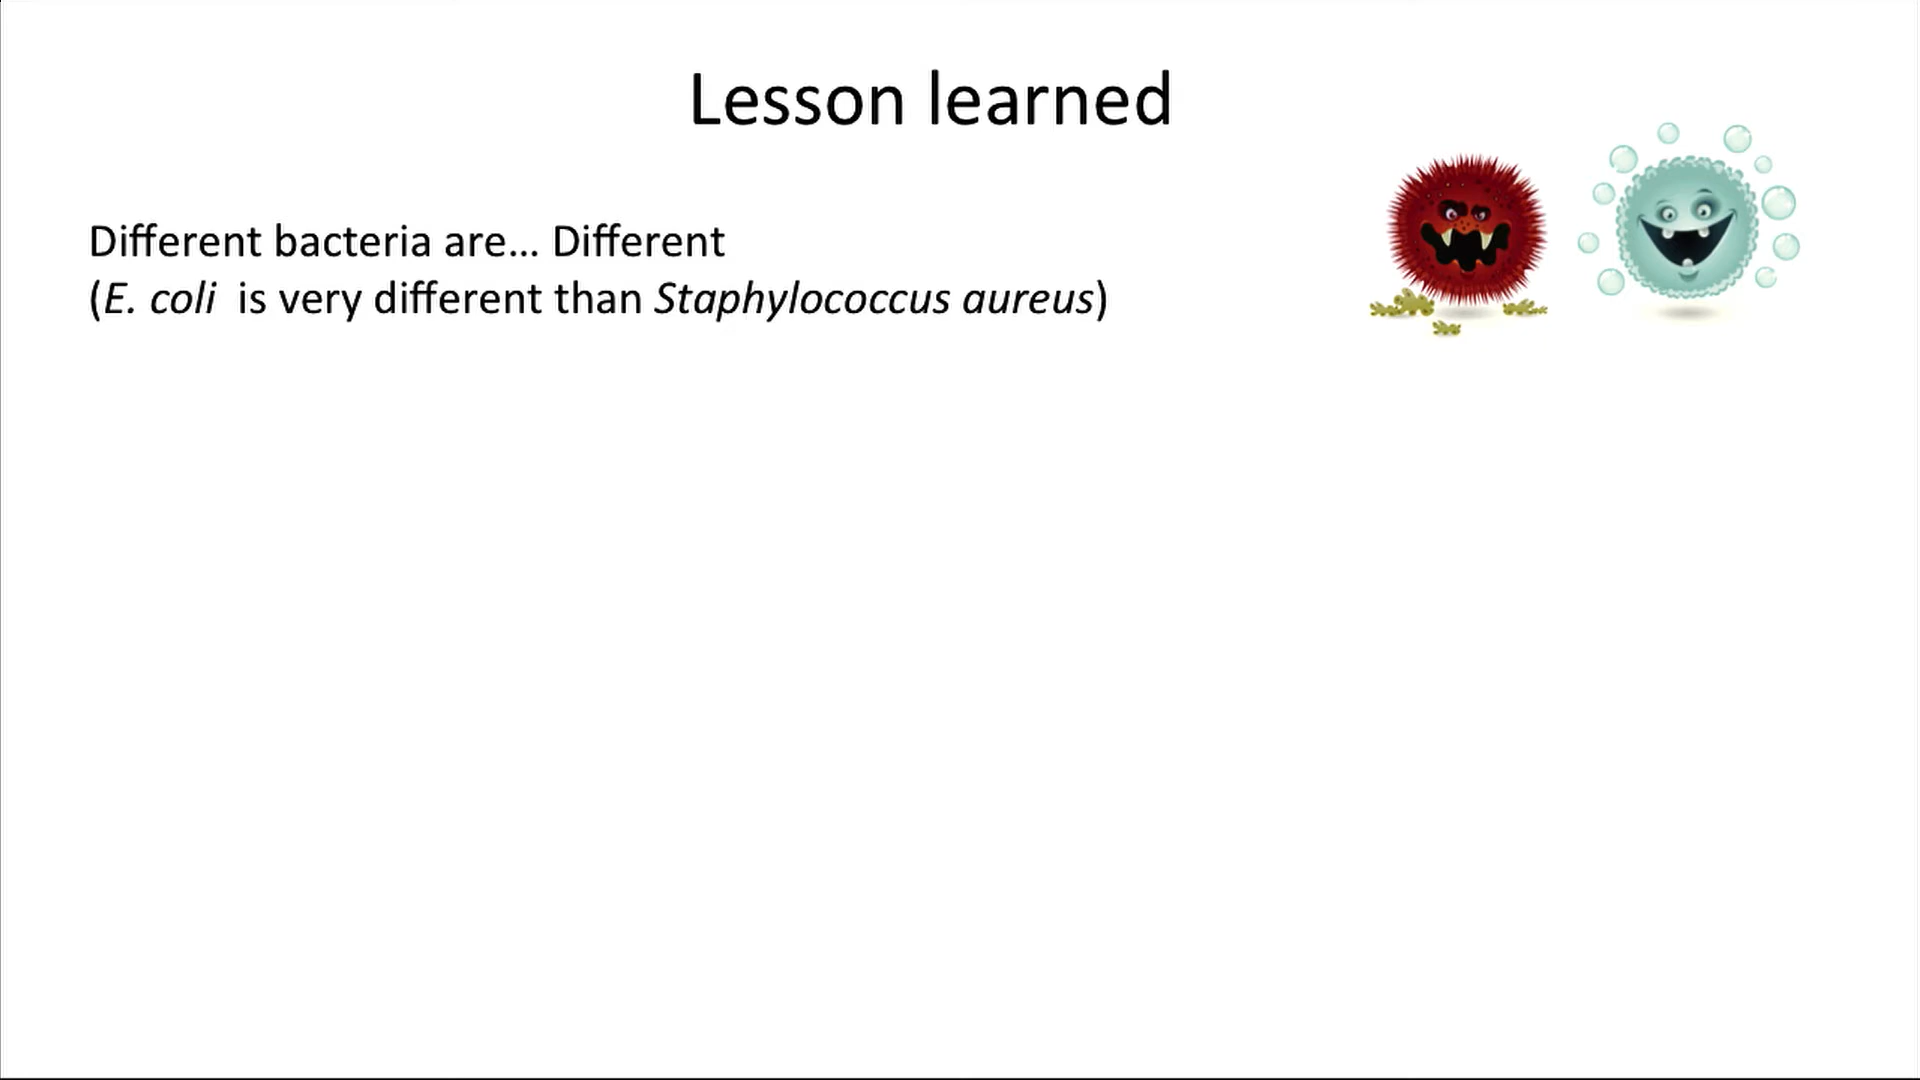 Lesson learned
Different bacteria are... Different
(E. coli is very different than Staphylococcus aureus)